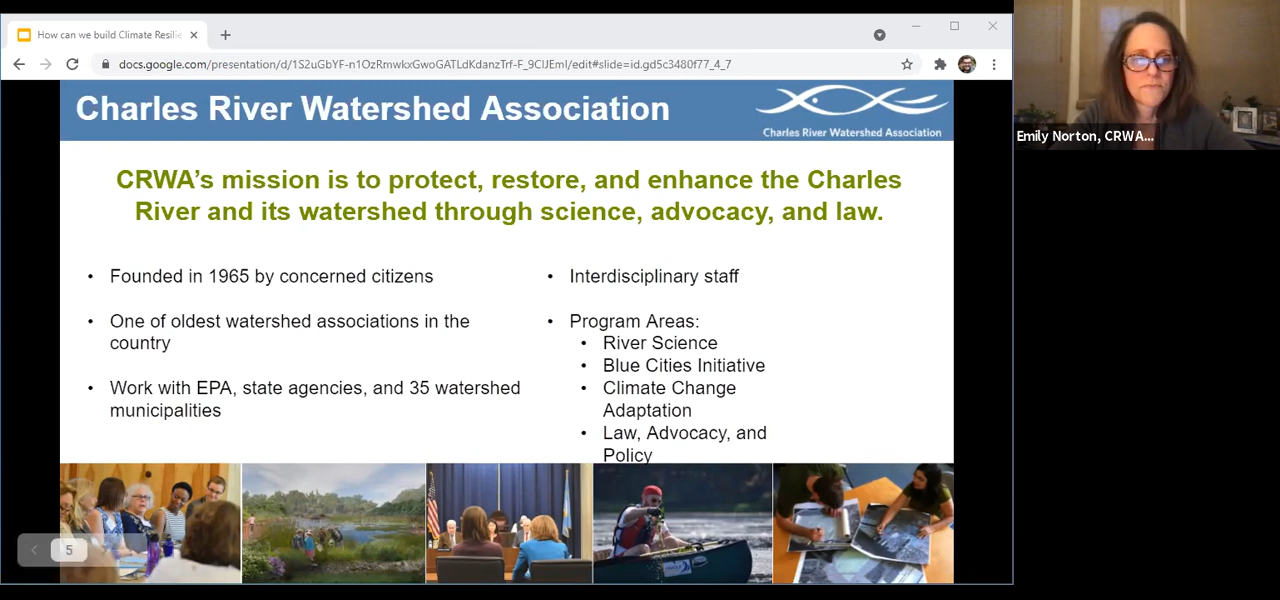 How can we build Climate Resilie
docs.google.com/presentation/d/1S2uGbYF-n1OzRmwkxGwoGATLdKdanzTrf-F_9ClJEmI/edit#slide=id.gd5c3480f77_4_7
Charles River Watershed Association
Charles River Watershed Association
CRWA's mission is to protect, restore, and enhance the Charles
River and its watershed through science, advocacy, and law.
• Founded in 1965 by concerned citizens
• One of oldest watershed associations in the
country
• Work with EPA, state agencies, and 35 watershed
municipalities
• Interdisciplinary staff
• Program Areas:
• River Science
• Blue Cities Initiative
• Climate Change
Adaptation
• Law, Advocacy, and
Policy
5
Emily Norton, CRWA...